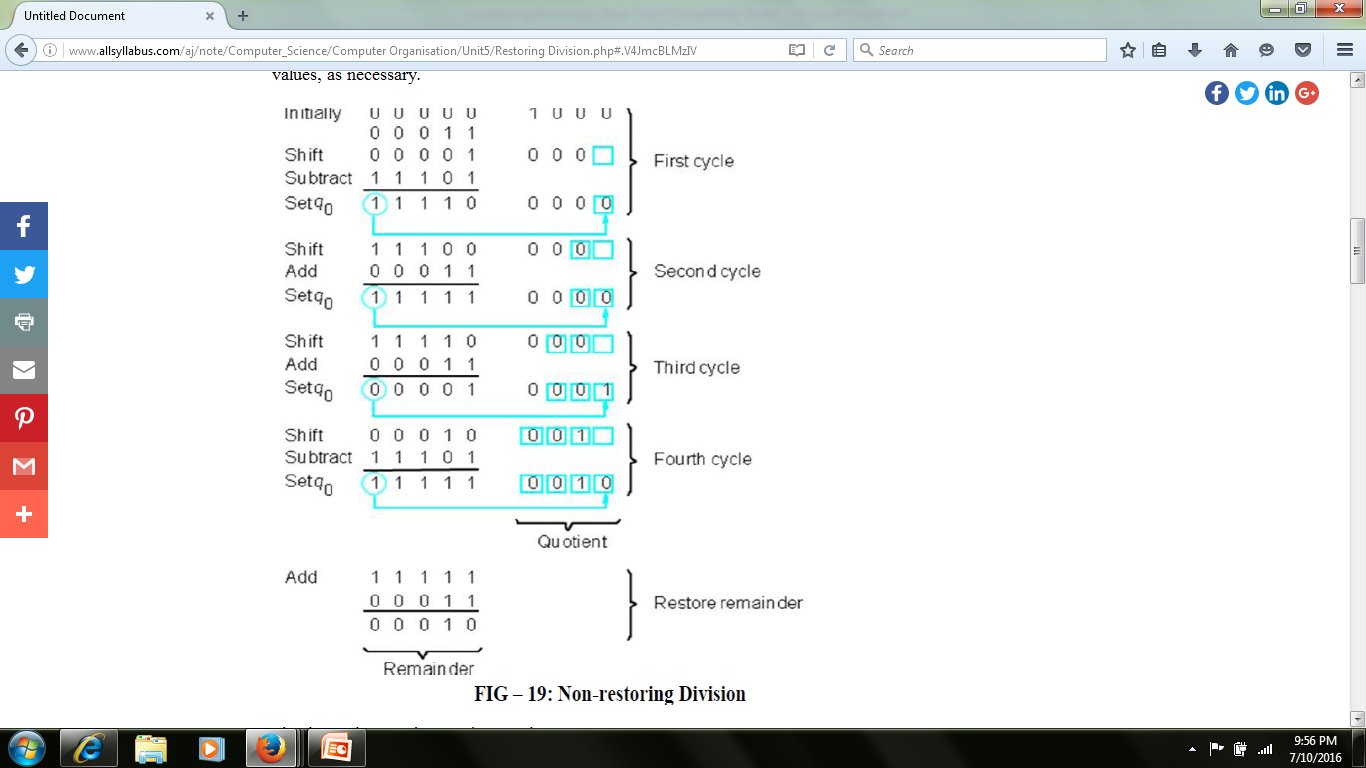 Untitled Document
www.allsyllabus.com/aj/note/Computer_Science/Computer Organisation/Unit5/Restoring Division.php#.V4JmcBLMzIV
Search
values, as necessary.
Initially 0 0 0 0 0 1 0 0 0
0 0 0 1 1
Shift 0 0 0 0 1 0 0 0
First cycle
Subtract 1 1 1 0 1
Set q0 1 1 1 1 0 0 0 0 0
Shift 1 1 1 0 0 0 0 0
Add 0 0 0 1 1
Second cycle
Set q0 1 1 1 1 1 0 0 0 0
Shift 1 1 1 1 0 0 0 0
Add 0 0 0 1 1
Third cycle
Set q0 0 0 0 0 1 0 0 0 1
Shift 0 0 0 1 0 0 0 1
Subtract 1 1 1 0 1
Fourth cycle
Set q0 1 1 1 1 1 0 0 1 0
Quotient
Add 1 1 1 1 1
0 0 0 1 1
Restore remainder
0 0 0 1 0
Remainder
FIG – 19: Non-restoring Division
9:56 PM
7/10/2016